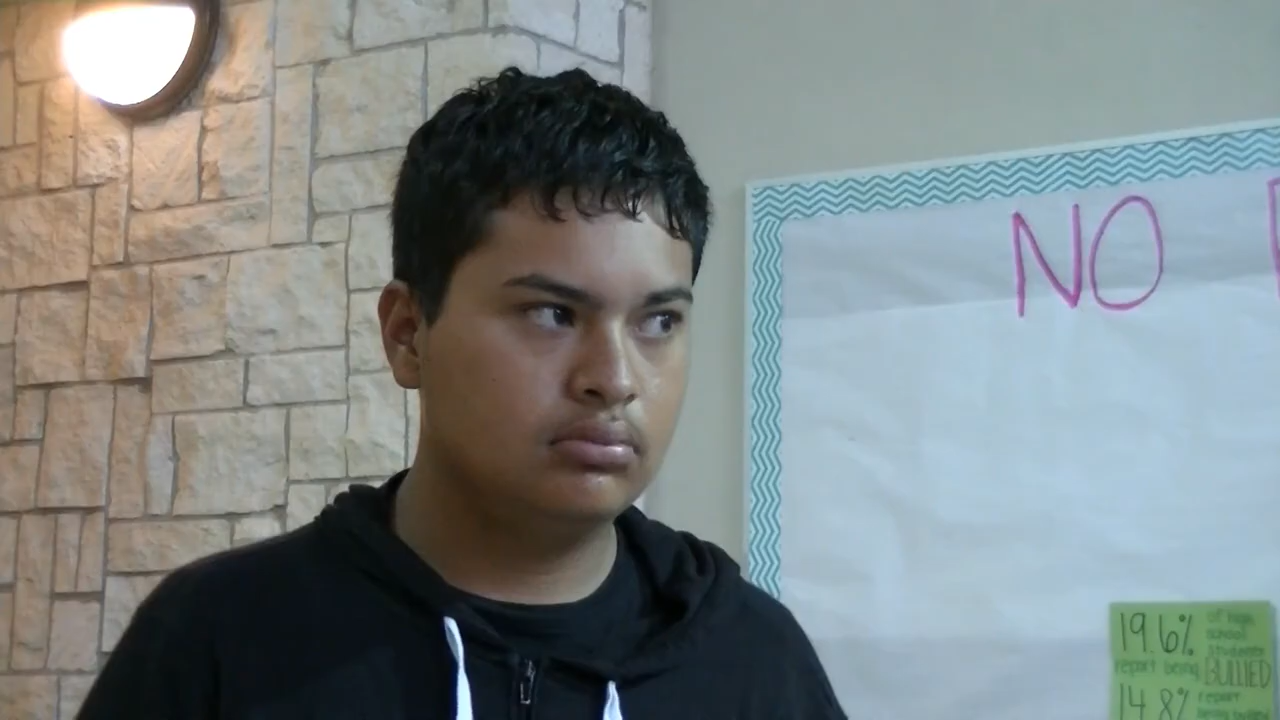 NO
19.6% of high
school
students
report being BULLIED
14.8% report